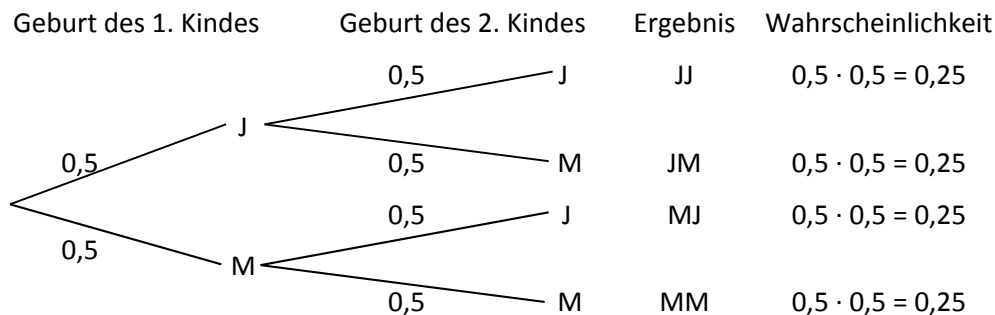 Geburt des 1. Kindes Geburt des 2. Kindes Ergebnis Wahrscheinlichkeit
0,5 J JJ 0,5 · 0,5 = 0,25
J
0,5 0,5 M JM 0,5 · 0,5 = 0,25
0,5 J MJ 0,5 · 0,5 = 0,25
0,5
M
0,5 M MM 0,5 · 0,5 = 0,25